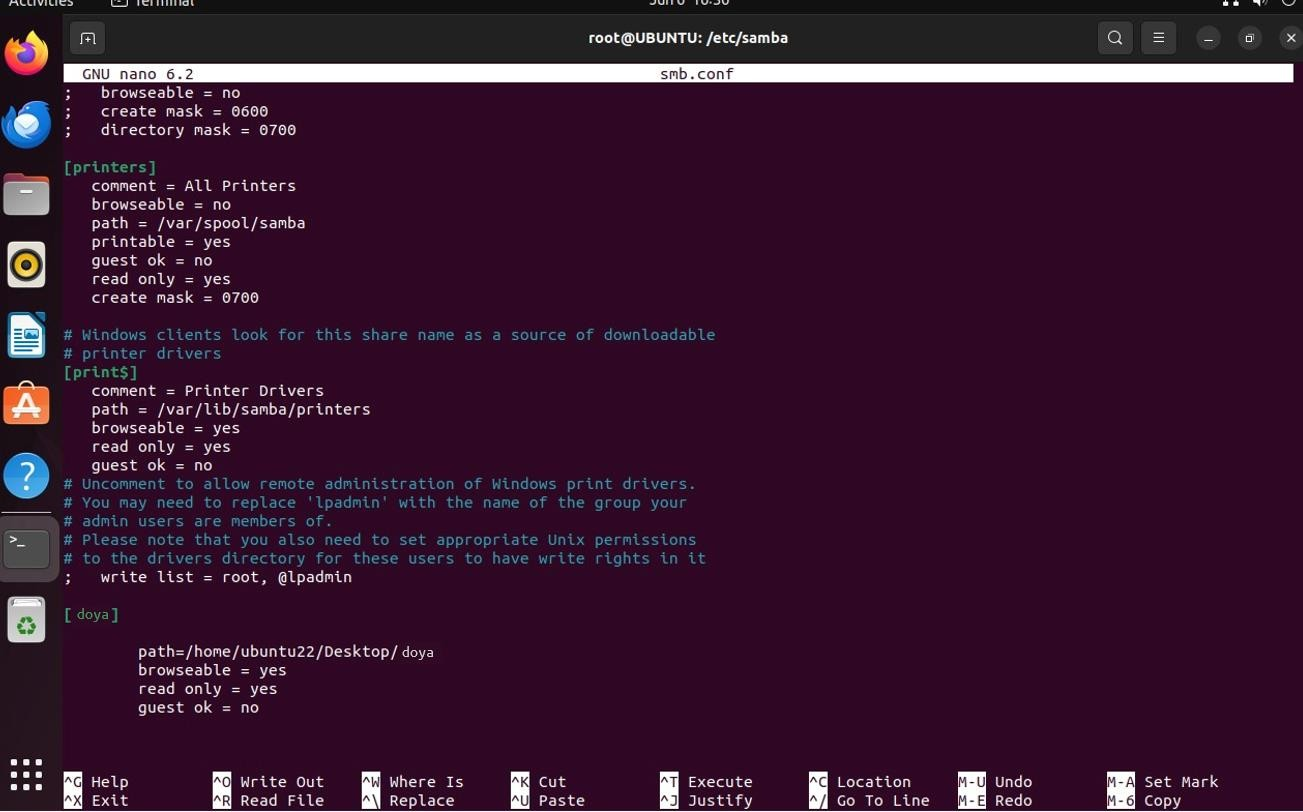 Activities Terminal Jun 6 16:36
root@UBUNTU: /etc/samba
GNU nano 6.2 smb.conf
; browseable = no
; create mask = 0600
; directory mask = 0700
[printers]
comment = All Printers
browseable = no
path = /var/spool/samba
printable = yes
guest ok = no
read only = yes
create mask = 0700
# Windows clients look for this share name as a source of downloadable
# printer drivers
[print$]
comment = Printer Drivers
path = /var/lib/samba/printers
browseable = yes
read only = yes
guest ok = no
# Uncomment to allow remote administration of Windows print drivers.
# You may need to replace 'lpadmin' with the name of the group your
# admin users are members of.
# Please note that you also need to set appropriate Unix permissions
# to the drivers directory for these users to have write rights in it
; write list = root, @lpadmin
[ doya]
path=/home/ubuntu22/Desktop/ doya
browseable = yes
read only = yes
guest ok = no
^G Help ^O Write Out ^W Where Is ^K Cut ^T Execute ^C Location M-U Undo M-A Set Mark
^X Exit ^R Read File ^\ Replace ^U Paste ^J Justify ^/ Go To Line M-E Redo M-6 Copy